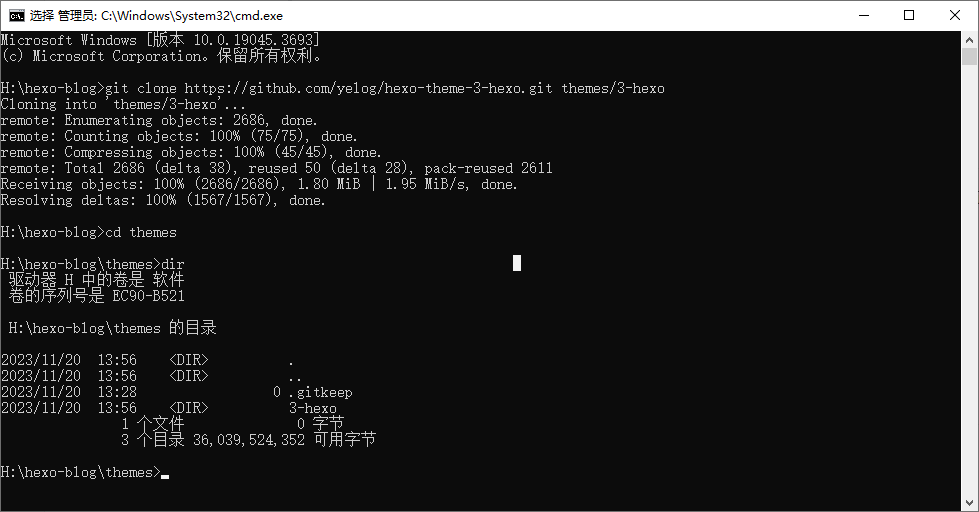 选择 管理员: C:\Windows\System32\cmd.exe
Microsoft Windows [版本 10.0.19045.3693]
(c) Microsoft Corporation。保留所有权利。
H:\hexo-blog>git clone https://github.com/yelog/hexo-theme-3-hexo.git themes/3-hexo
Cloning into 'themes/3-hexo'...
remote: Enumerating objects: 2686, done.
remote: Counting objects: 100% (75/75), done.
remote: Compressing objects: 100% (45/45), done.
remote: Total 2686 (delta 38), reused 50 (delta 28), pack-reused 2611
Receiving objects: 100% (2686/2686), 1.80 MiB | 1.95 MiB/s, done.
Resolving deltas: 100% (1567/1567), done.
H:\hexo-blog>cd themes
H:\hexo-blog\themes>dir
驱动器 H 中的卷是 软件
卷的序列号是 EC90-B521
H:\hexo-blog\themes 的目录
2023/11/20  13:56    <DIR>          .
2023/11/20  13:56    <DIR>          ..
2023/11/20  13:28                 0 .gitkeep
2023/11/20  13:56    <DIR>          3-hexo
1 个文件              0 字节
3 个目录 36,039,524,352 可用字节
H:\hexo-blog\themes>